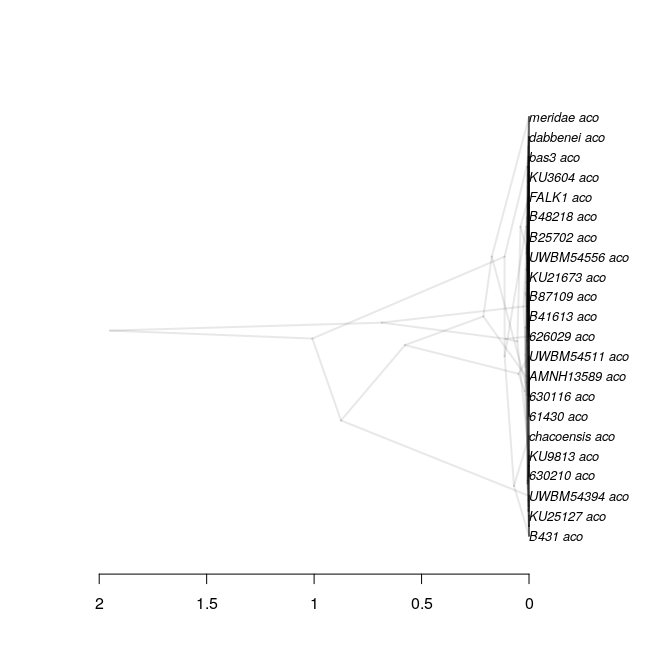 meridae aco
dabbenei aco
bas3 aco
KU3604 aco
FALK1 aco
B48218 aco
B25702 aco
UWBM54556 aco
KU21673 aco
B87109 aco
B41613 aco
626029 aco
UWBM54511 aco
AMNH13589 aco
630116 aco
61430 aco
chacoensis aco
KU9813 aco
630210 aco
UWBM54394 aco
KU25127 aco
B431 aco
2 1.5 1 0.5 0